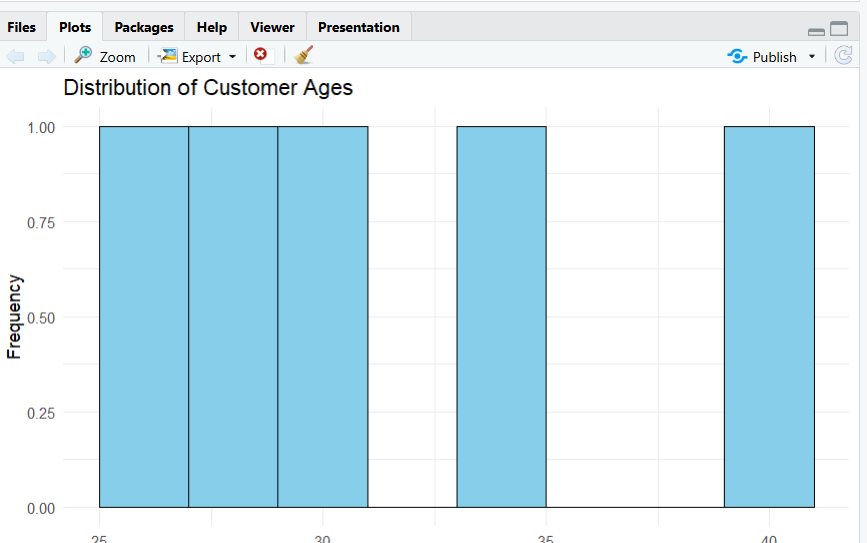 Files Plots Packages Help Viewer Presentation
Zoom Export Publish
Distribution of Customer Ages
1.00
0.75
0.50
0.25
0.00
Frequency
25 30 35 40